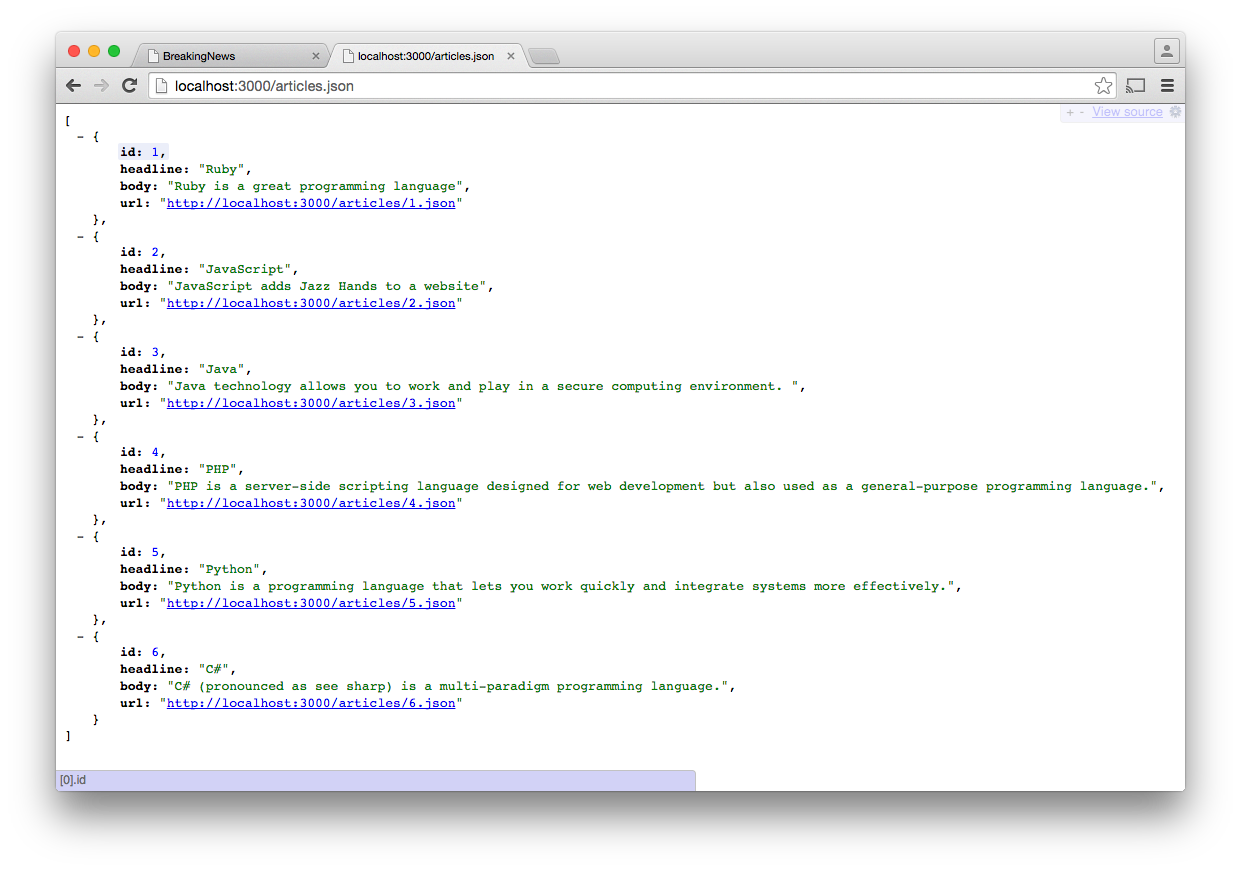 BreakingNews
localhost:3000/articles.json
localhost:3000/articles.json
+ - View source
[
- {
id: 1,
headline: "Ruby",
body: "Ruby is a great programming language",
url: "http://localhost:3000/articles/1.json"
},
- {
id: 2,
headline: "JavaScript",
body: "JavaScript adds Jazz Hands to a website",
url: "http://localhost:3000/articles/2.json"
},
- {
id: 3,
headline: "Java",
body: "Java technology allows you to work and play in a secure computing environment. ",
url: "http://localhost:3000/articles/3.json"
},
- {
id: 4,
headline: "PHP",
body: "PHP is a server-side scripting language designed for web development but also used as a general-purpose programming language.",
url: "http://localhost:3000/articles/4.json"
},
- {
id: 5,
headline: "Python",
body: "Python is a programming language that lets you work quickly and integrate systems more effectively.",
url: "http://localhost:3000/articles/5.json"
},
- {
id: 6,
headline: "C#",
body: "C# (pronounced as see sharp) is a multi-paradigm programming language.",
url: "http://localhost:3000/articles/6.json"
}
]
[0].id